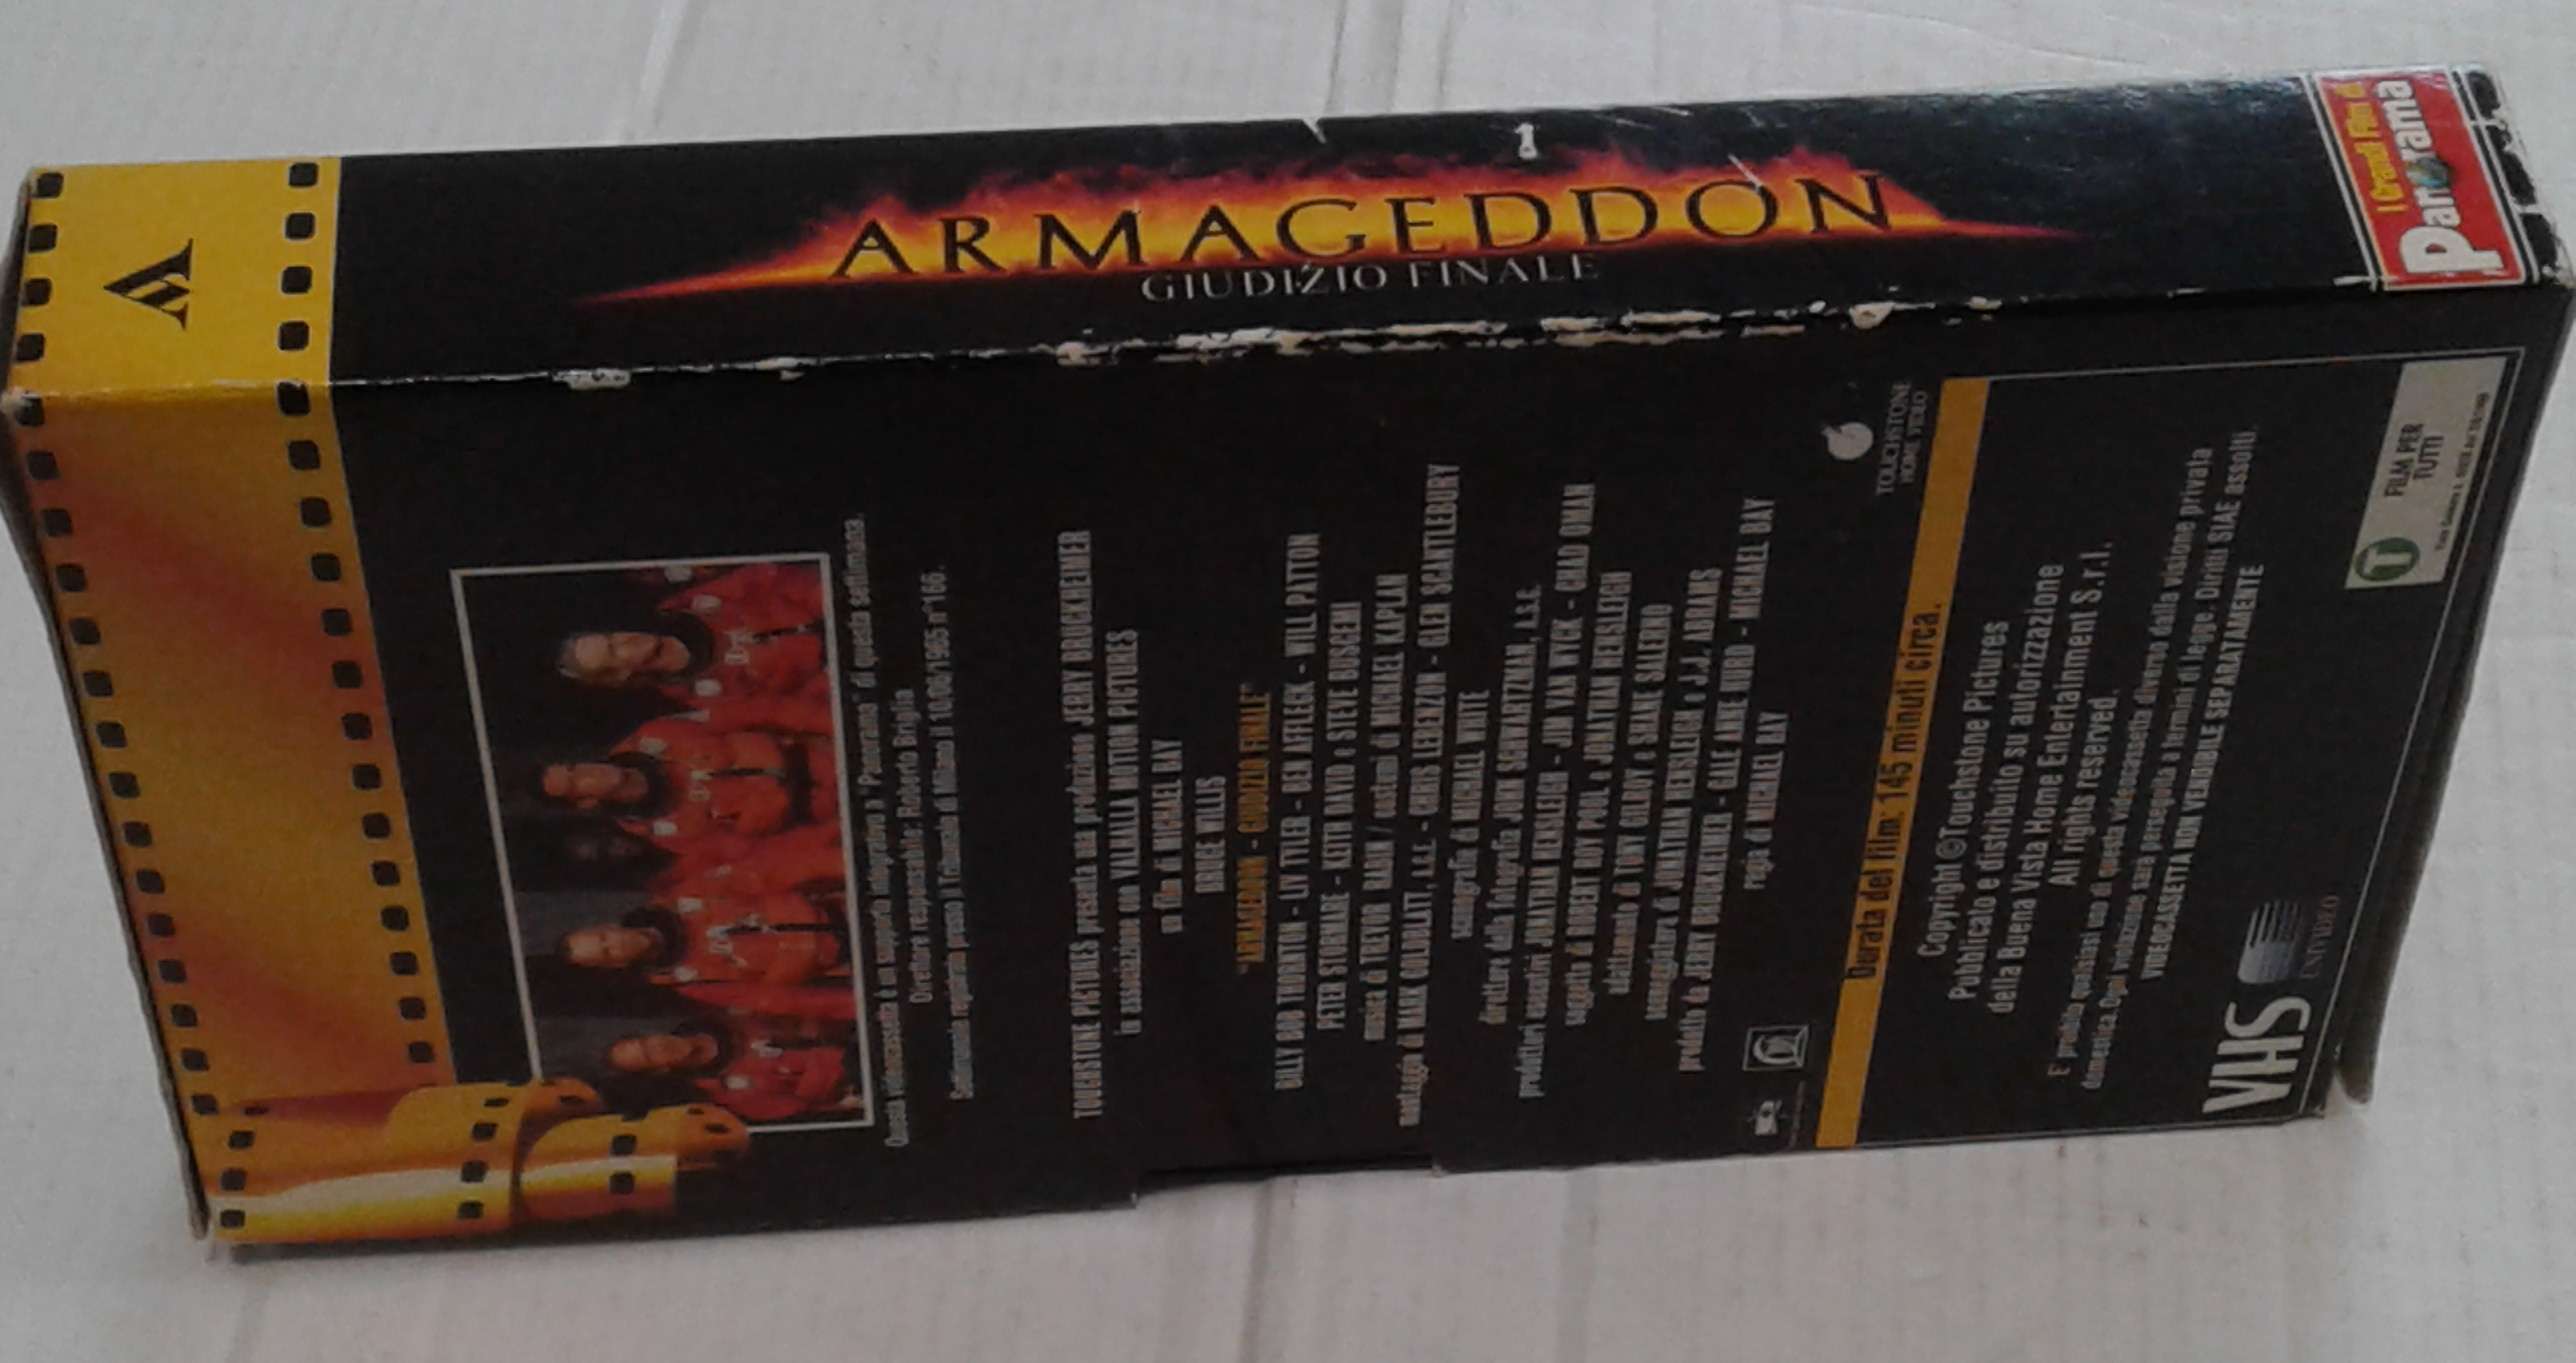 ARMAGEDDON
GIUDIZIO FINALE
I Grandi Film di
Panorama
Questa videocassetta è un supporto integrativo a "Panorama" di questa settimana.
Direttore responsabile: Roberto Briglia
Settimanale registrato presso il Tribunale di Milano il 10/06/1965 n°166.
TOUCHSTONE PICTURES presenta una produzione JERRY BRUCKHEIMER
in associazione con VALHALLA MOTION PICTURES
un film di MICHAEL BAY
BRUCE WILLIS
"ARMAGEDDON - GIUDIZIO FINALE"
BILLY BOB THORNTON - LIV TYLER - BEN AFFLECK - WILL PATTON
PETER STORMARE - KEITH DAVID e STEVE BUSCEMI
musica di TREVOR RABIN / costumi di MICHAEL KAPLAN
montaggio di MARK GOLDBLATT, A.C.E. - CHRIS LEBENZON - GLEN SCANTLEBURY
scenografia di MICHAEL WHITE
direttore della fotografia JOHN SCHWARTZMAN, A.S.C.
produttori esecutivi JONATHAN HENSLEIGH - JIM VAN WYCK - CHAD OMAN
soggetto di ROBERT ROY POOL e JONATHAN HENSLEIGH
adattamento di TONY GILROY e SHANE SALERNO
sceneggiatura di JONATHAN HENSLEIGH e J.J. ABRAMS
prodotto da JERRY BRUCKHEIMER - GALE ANNE HURD - MICHAEL BAY
regia di MICHAEL BAY
TOUCHSTONE
HOME VIDEO
Durata del film: 145 minuti circa.
Copyright ©Touchstone Pictures
Pubblicato e distribuito su autorizzazione
della Buena Vista Home Entertainment S.r.l.
All rights reserved.
E' proibito qualsiasi uso di questa videocassetta diverso dalla visione privata
domestica. Ogni violazione sarà perseguita a termini di legge. Diritti SIAE assolti.
VIDEOCASSETTA NON VENDIBILE SEPARATAMENTE
VHS
UNIVIDEO
T
FILM PER
TUTTI